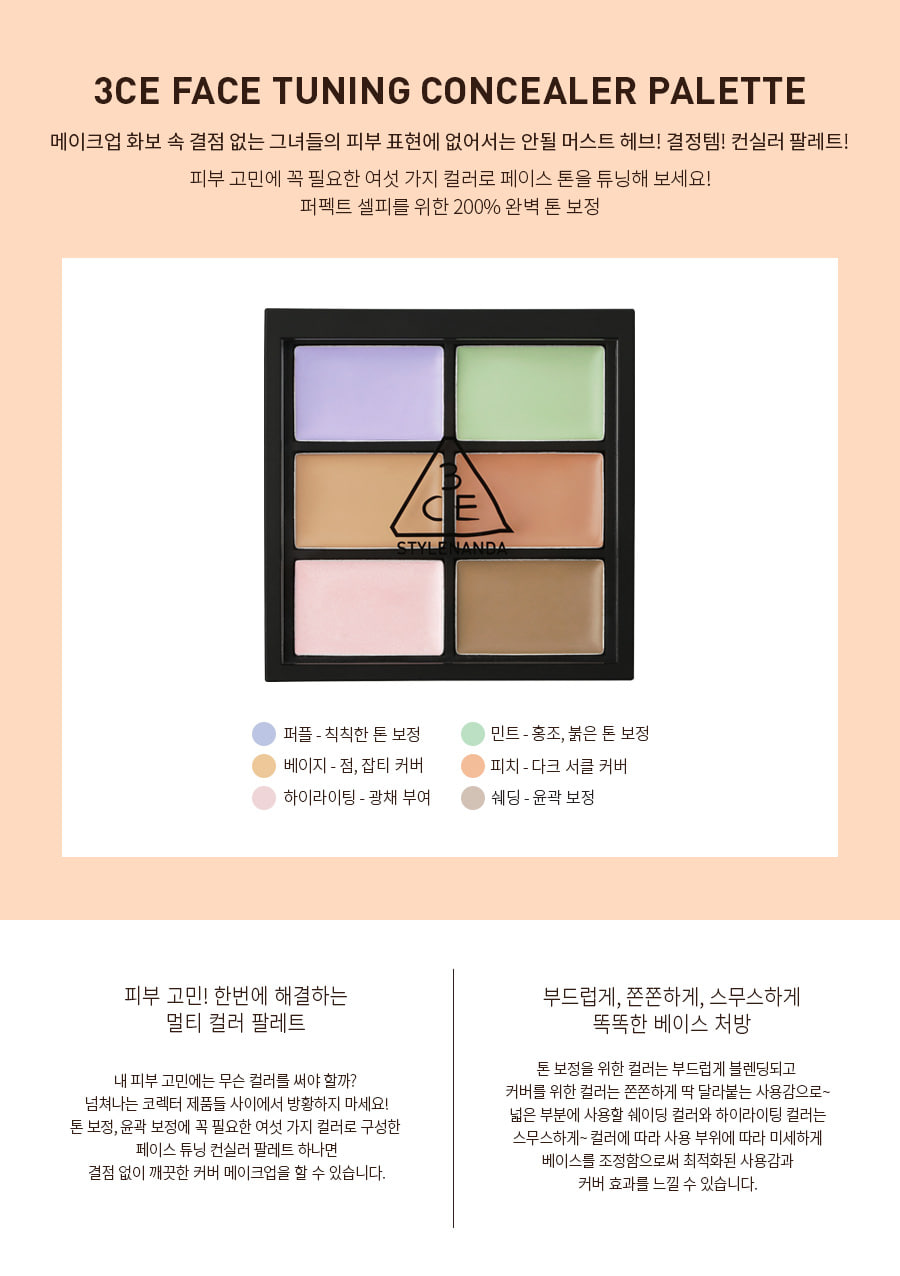 3CE FACE TUNING CONCEALER PALETTE
메이크업 화보 속 결점 없는 그녀들의 피부 표현에 없어서는 안될 머스트 헤브! 결정템! 컨실러 팔레트!
피부 고민에 꼭 필요한 여섯 가지 컬러로 페이스 톤을 튜닝해 보세요!
퍼펙트 셀피를 위한 200% 완벽 톤 보정
3
CE
STYLENANDA
퍼플 - 칙칙한 톤 보정
민트 - 홍조, 붉은 톤 보정
베이지 - 점, 잡티 커버
피치 - 다크 서클 커버
하이라이팅 - 광채 부여
쉐딩 - 윤곽 보정
피부 고민! 한번에 해결하는
멀티 컬러 팔레트
내 피부 고민에는 무슨 컬러를 써야 할까?
넘쳐나는 코렉터 제품들 사이에서 방황하지 마세요!
톤 보정, 윤곽 보정에 꼭 필요한 여섯 가지 컬러로 구성한
페이스 튜닝 컨실러 팔레트 하나면
결점 없이 깨끗한 커버 메이크업을 할 수 있습니다.
부드럽게, 쫀쫀하게, 스무스하게
똑똑한 베이스 처방
톤 보정을 위한 컬러는 부드럽게 블렌딩되고
커버를 위한 컬러는 쫀쫀하게 딱 달라붙는 사용감으로~
넓은 부분에 사용할 쉐이딩 컬러와 하이라이팅 컬러는
스무스하게~ 컬러에 따라 사용 부위에 따라 미세하게
베이스를 조정함으로써 최적화된 사용감과
커버 효과를 느낄 수 있습니다.